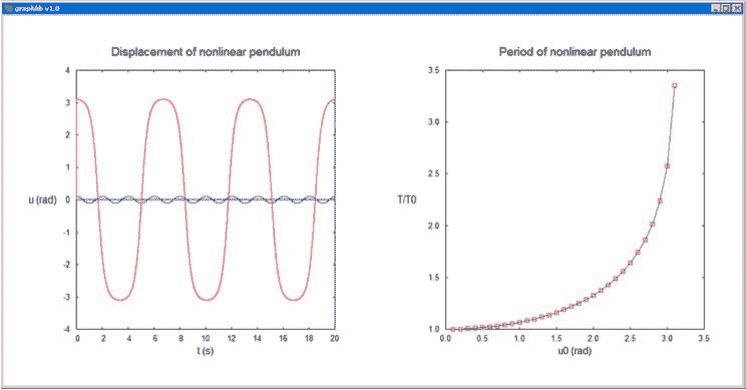 graphlib v1.0
Displacement of nonlinear pendulum
4
3
2
1
0
-1
-2
-3
-4
u (rad)
0 2 4 6 8 10 12 14 16 18 20
t (s)
Period of nonlinear pendulum
3.5
3.0
2.5
2.0
1.5
1.0
T/T0
0.0 0.5 1.0 1.5 2.0 2.5 3.0 3.5
u0 (rad)